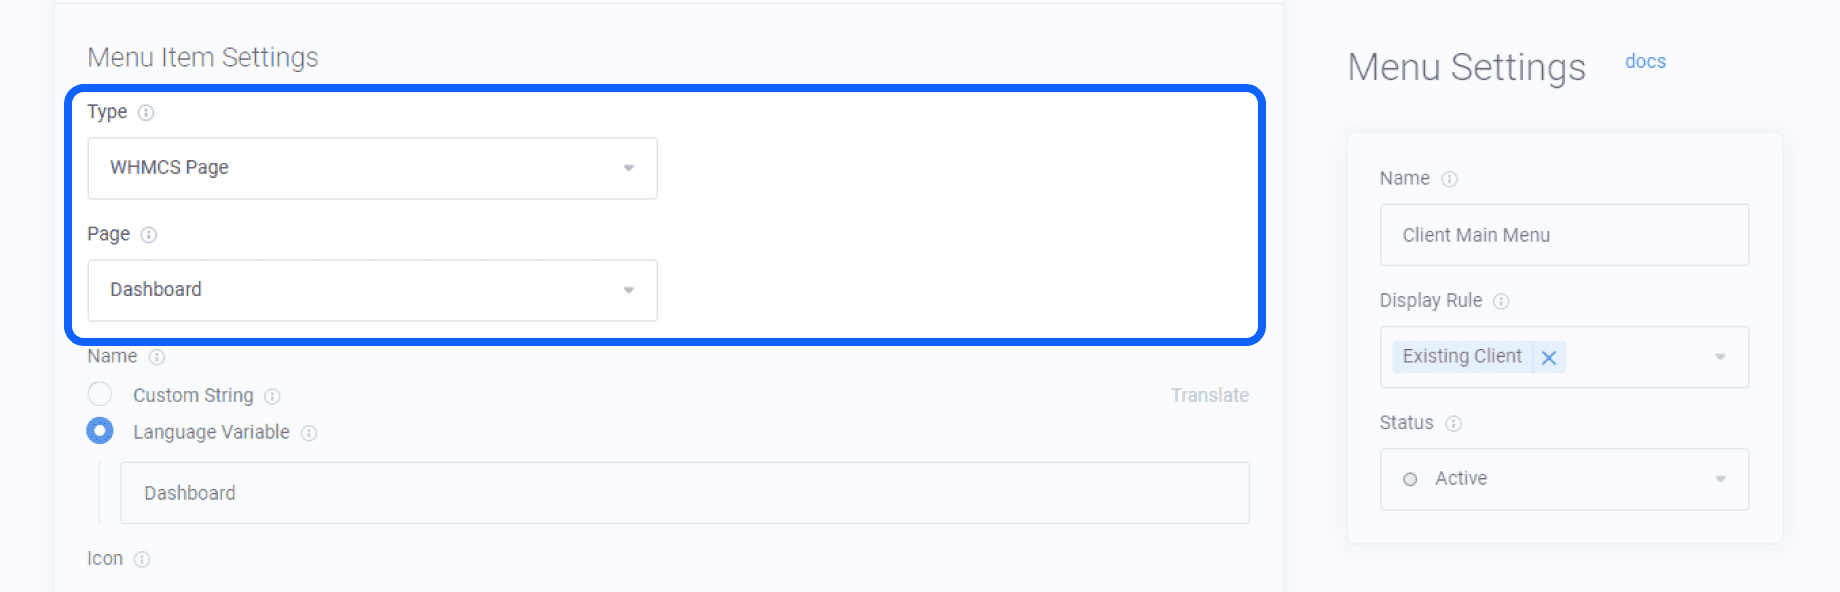 Menu Item Settings
Type
WHMCS Page
Page
Dashboard
Name
Custom String
Translate
Language Variable
Dashboard
Icon
Menu Settings
docs
Name
Client Main Menu
Display Rule
Existing Client
Status
Active